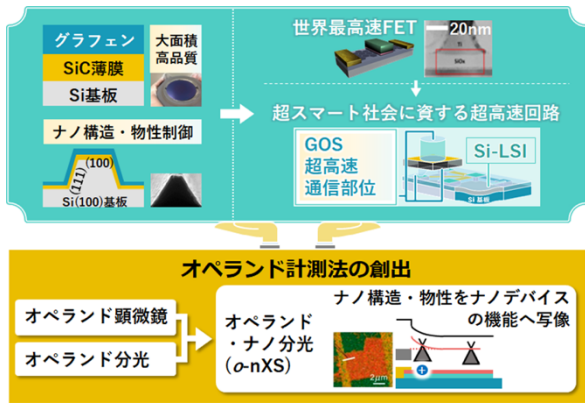 グラフェン
SiC薄膜
Si基板
大面積
高品質
ナノ構造・物性制御
(100)
(111)
Si(100)基板
世界最高速FET
20nm
SiOx
超スマート社会に資する超高速回路
GOS
超高速
通信部位
Si-LSI
Si 基板
オペランド計測法の創出
オペランド顕微鏡
オペランド分光
オペランド
・ナノ分光
(o-nXS)
ナノ構造・物性をナノデバイス
の機能へ写像
2μm
+